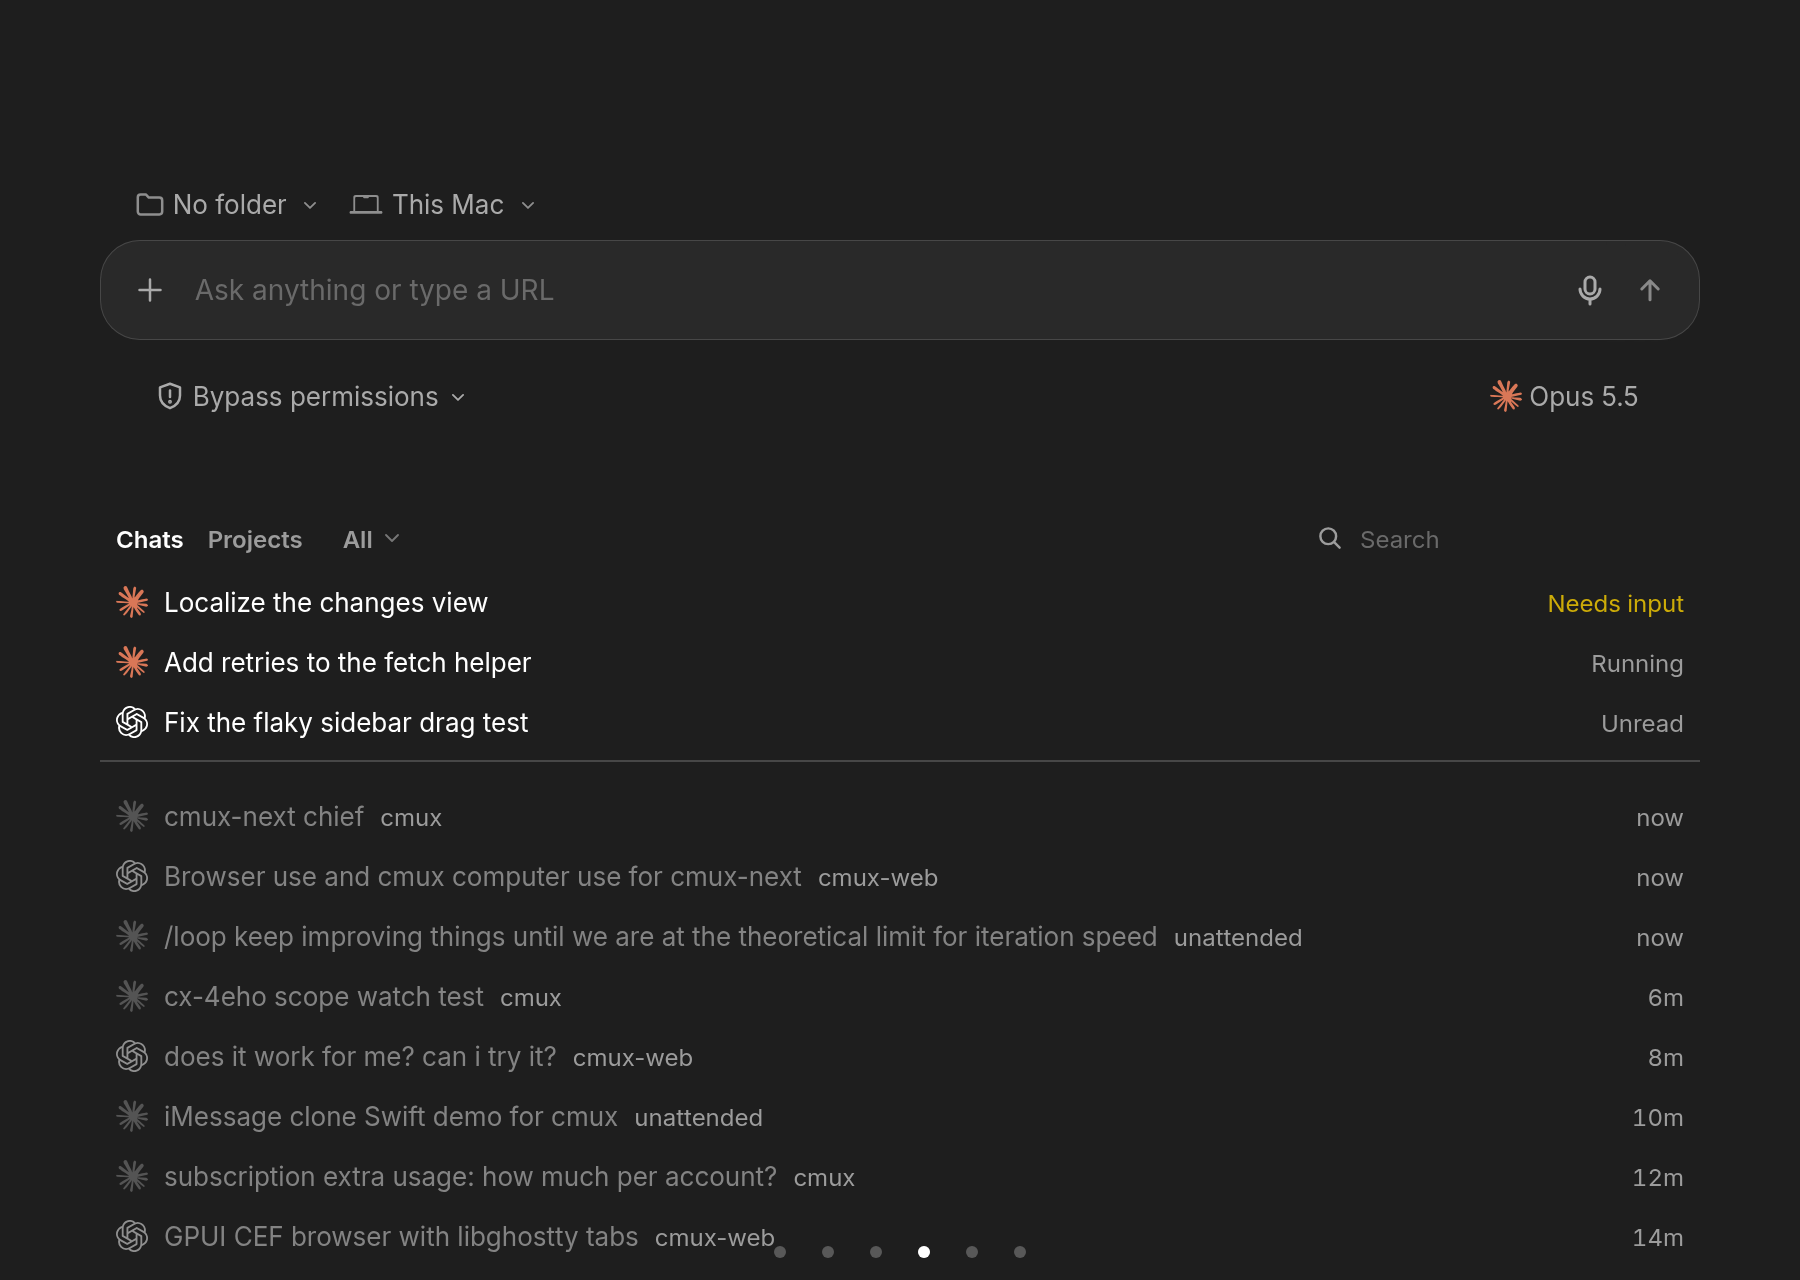 No folder This Mac
Ask anything or type a URL
Bypass permissions Opus 5.5
Chats Projects All Search
Localize the changes view Needs input
Add retries to the fetch helper Running
Fix the flaky sidebar drag test Unread
cmux-next chief cmux now
Browser use and cmux computer use for cmux-next cmux-web now
/loop keep improving things until we are at the theoretical limit for iteration speed unattended now
cx-4eho scope watch test cmux 6m
does it work for me? can i try it? cmux-web 8m
iMessage clone Swift demo for cmux unattended 10m
subscription extra usage: how much per account? cmux 12m
GPUI CEF browser with libghostty tabs cmux-web 14m